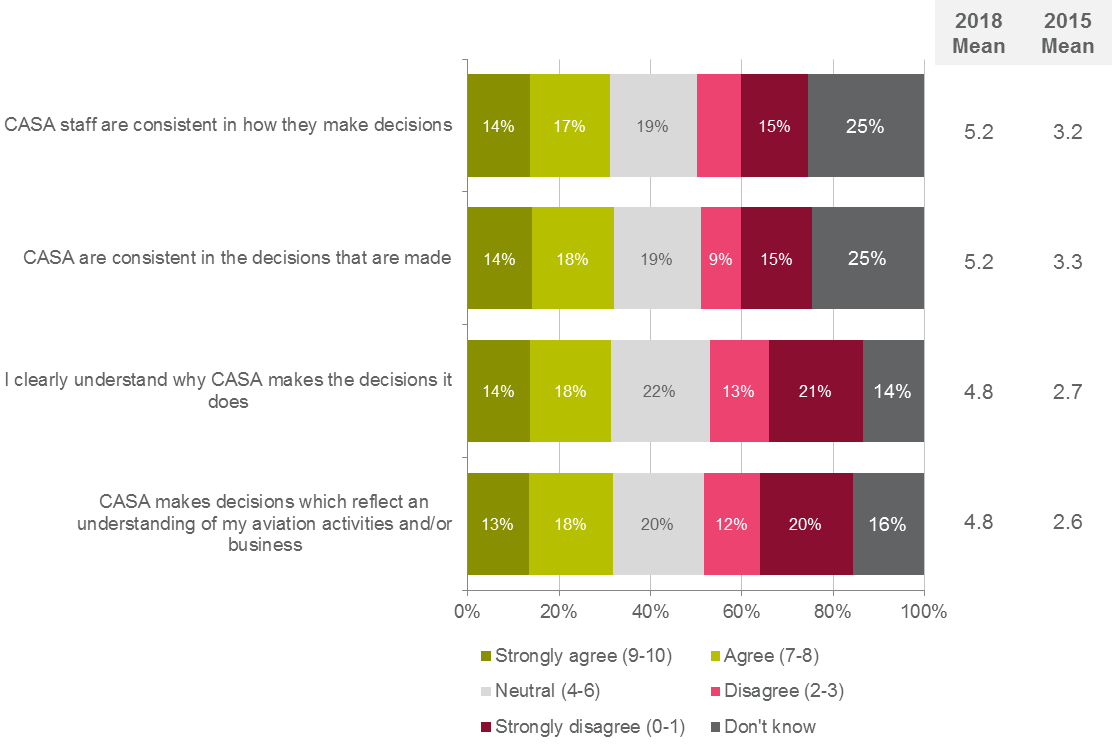 2018 Mean
2015 Mean
CASA staff are consistent in how they make decisions
14% 17% 19% 15% 25%
5.2 3.2
CASA are consistent in the decisions that are made
14% 18% 19% 9% 15% 25%
5.2 3.3
I clearly understand why CASA makes the decisions it
does
14% 18% 22% 13% 21% 14%
4.8 2.7
CASA makes decisions which reflect an
understanding of my aviation activities and/or
business
13% 18% 20% 12% 20% 16%
4.8 2.6
0% 20% 40% 60% 80% 100%
Strongly agree (9-10)
Agree (7-8)
Neutral (4-6)
Disagree (2-3)
Strongly disagree (0-1)
Don't know